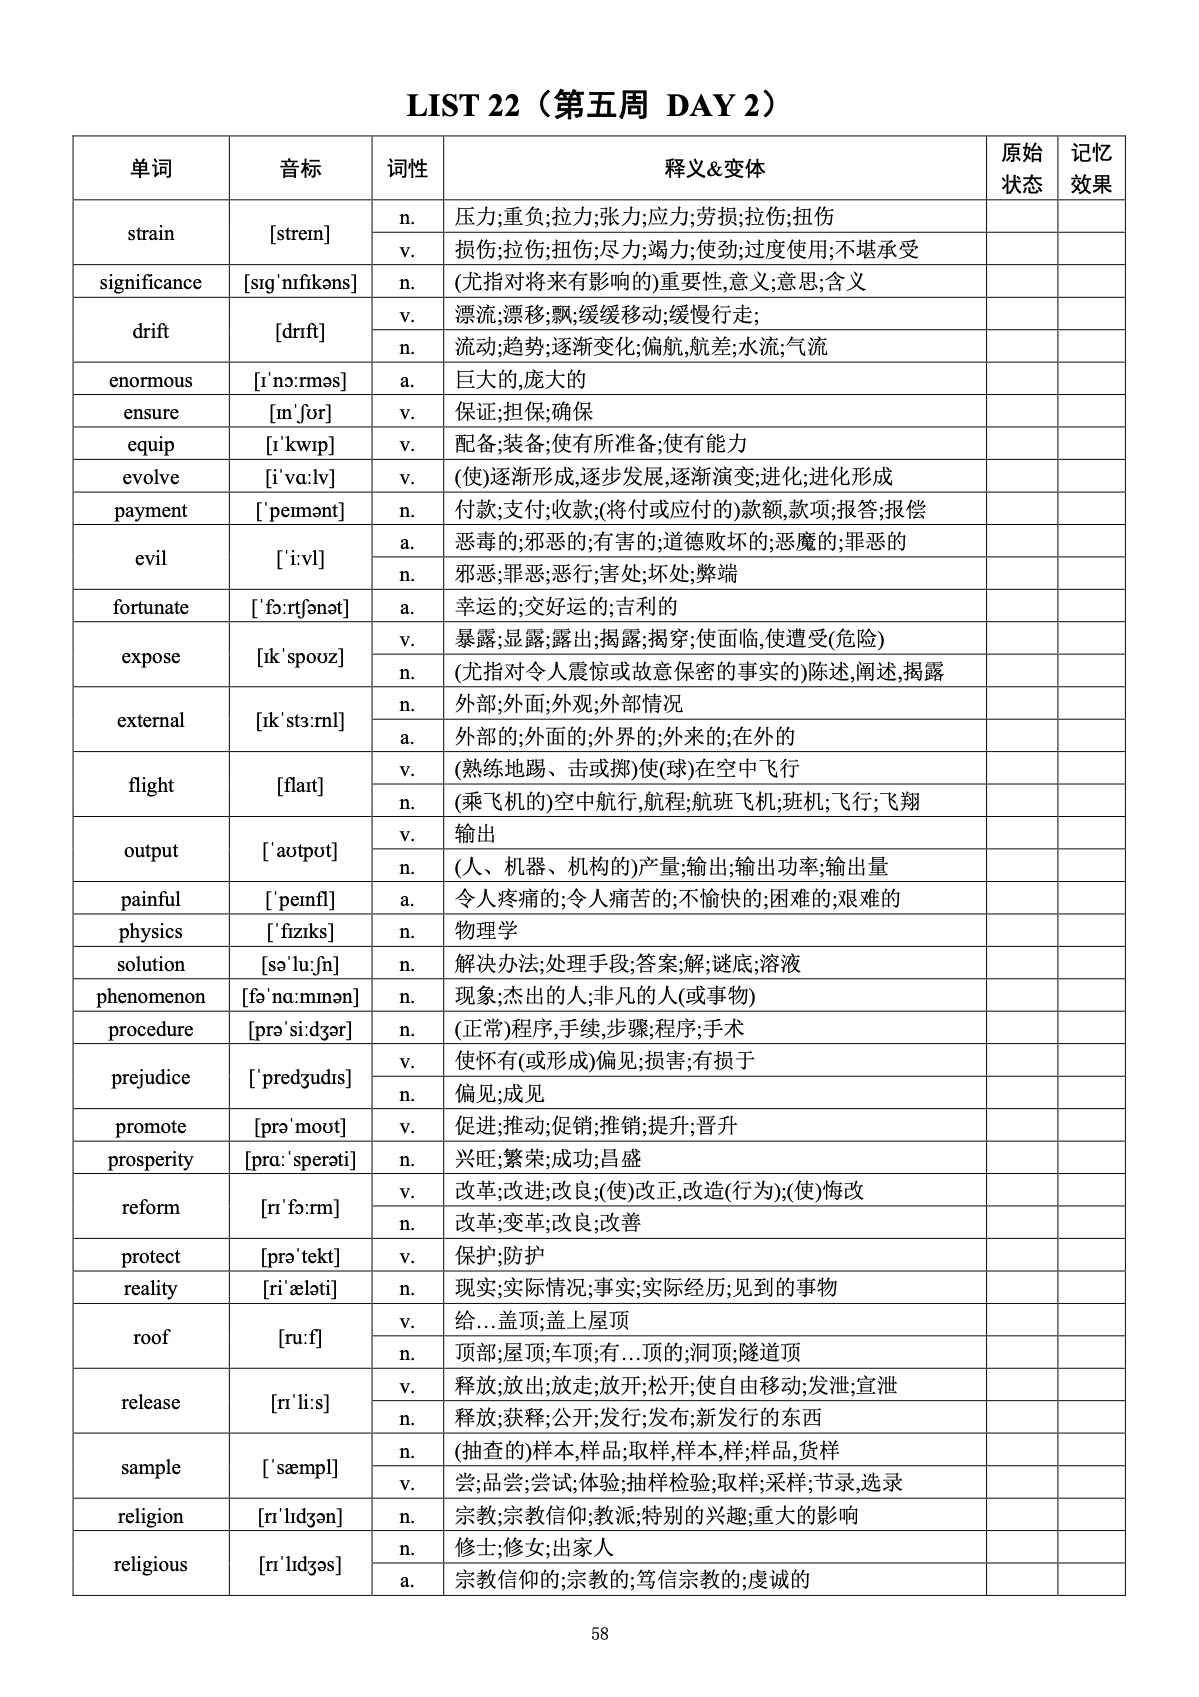 LIST 22（第五周 DAY 2）
单词 音标 词性 释义&变体 原始状态 记忆效果
strain [streɪn] n. 压力;重负;拉力;张力;应力;劳损;拉伤;扭伤
v. 损伤;拉伤;扭伤;尽力;竭力;使劲;过度使用;不堪承受
significance [sɪɡˈnɪfɪkəns] n. (尤指对将来有影响的)重要性,意义;意思;含义
drift [drɪft] v. 漂流;漂移;飘;缓缓移动;缓慢行走;
n. 流动;趋势;逐渐变化;偏航,航差;水流;气流
enormous [ɪˈnɔːrməs] a. 巨大的,庞大的
ensure [ɪnˈʃʊr] v. 保证;担保;确保
equip [ɪˈkwɪp] v. 配备;装备;使有所准备;使有能力
evolve [iˈvɑːlv] v. (使)逐渐形成,逐步发展,逐渐演变;进化;进化形成
payment [ˈpeɪmənt] n. 付款;支付;收款;(将付或应付的)款额,款项;报答;报偿
evil [ˈiːvl] a. 恶毒的;邪恶的;有害的;道德败坏的;恶魔的;罪恶的
n. 邪恶;罪恶;恶行;害处;坏处;弊端
fortunate [ˈfɔːrtʃənət] a. 幸运的;交好运的;吉利的
expose [ɪkˈspoʊz] v. 暴露;显露;露出;揭露;揭穿;使面临,使遭受(危险)
n. (尤指对令人震惊或故意保密的事实的)陈述,阐述,揭露
external [ɪkˈstɜːrnl] n. 外部;外面;外观;外部情况
a. 外部的;外面的;外界的;外来的;在外的
flight [flaɪt] v. (熟练地踢、击或掷)使(球)在空中飞行
n. (乘飞机的)空中航行,航程;航班飞机;班机;飞行;飞翔
output [ˈaʊtpʊt] v. 输出
n. (人、机器、机构的)产量;输出;输出功率;输出量
painful [ˈpeɪnfl] a. 令人疼痛的;令人痛苦的;不愉快的;困难的;艰难的
physics [ˈfɪzɪks] n. 物理学
solution [səˈluːʃn] n. 解决办法;处理手段;答案;解;谜底;溶液
phenomenon [fəˈnɑːmɪnən] n. 现象;杰出的人;非凡的人(或事物)
procedure [prəˈsiːdʒər] n. (正常)程序,手续,步骤;程序;手术
prejudice [ˈpredʒudɪs] v. 使怀有(或形成)偏见;损害;有损于
n. 偏见;成见
promote [prəˈmoʊt] v. 促进;推动;促销;推销;提升;晋升
prosperity [prɑːˈsperəti] n. 兴旺;繁荣;成功;昌盛
reform [rɪˈfɔːrm] v. 改革;改进;改良;(使)改正,改造(行为);(使)悔改
n. 改革;变革;改良;改善
protect [prəˈtekt] v. 保护;防护
reality [riˈæləti] n. 现实;实际情况;事实;实际经历;见到的事物
roof [ruːf] v. 给…盖顶;盖上屋顶
n. 顶部;屋顶;车顶;有…顶的;洞顶;隧道顶
release [rɪˈliːs] v. 释放;放出;放走;放开;松开;使自由移动;发泄;宣泄
n. 释放;获释;公开;发行;发布;新发行的东西
sample [ˈsæmpl] n. (抽查的)样本,样品;取样,样本,样;样品,货样
v. 尝;品尝;尝试;体验;抽样检验;取样;采样;节录,选录
religion [rɪˈlɪdʒən] n. 宗教;宗教信仰;教派;特别的兴趣;重大的影响
religious [rɪˈlɪdʒəs] n. 修士;修女;出家人
a. 宗教信仰的;宗教的;笃信宗教的;虔诚的
58